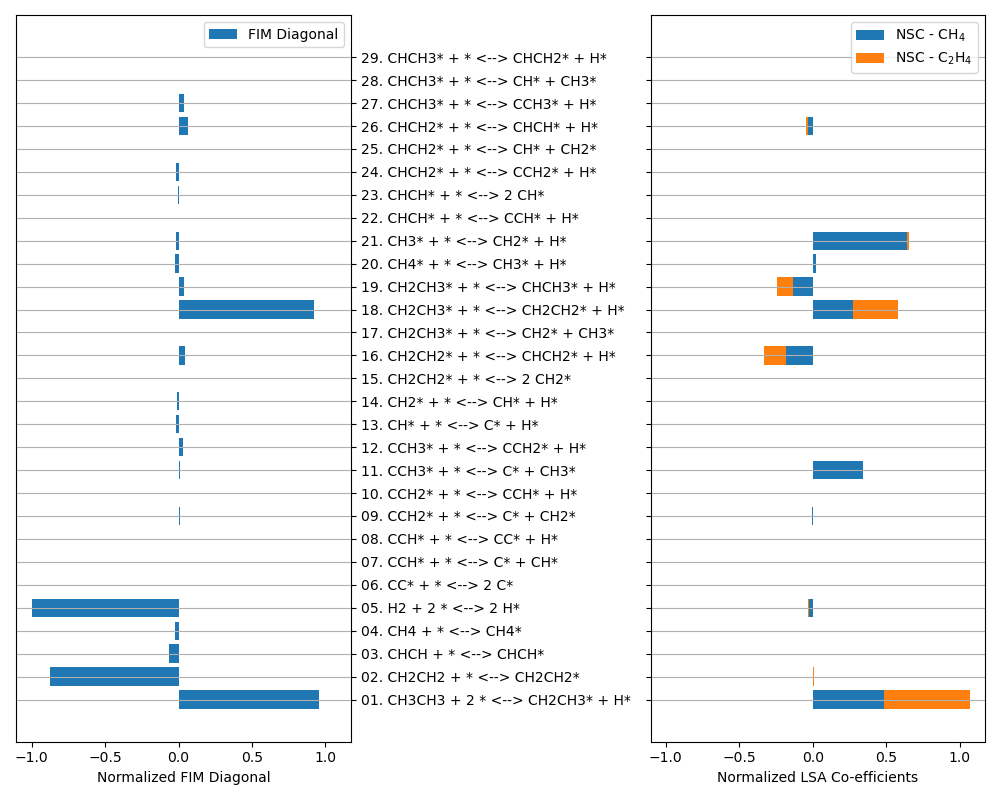 FIM Diagonal
NSC - CH4
NSC - C2H4
29. CHCH3* + * <--> CHCH2* + H*
28. CHCH3* + * <--> CH* + CH3*
27. CHCH3* + * <--> CCH3* + H*
26. CHCH2* + * <--> CHCH* + H*
25. CHCH2* + * <--> CH* + CH2*
24. CHCH2* + * <--> CCH2* + H*
23. CHCH* + * <--> 2 CH*
22. CHCH* + * <--> CCH* + H*
21. CH3* + * <--> CH2* + H*
20. CH4* + * <--> CH3* + H*
19. CH2CH3* + * <--> CHCH3* + H*
18. CH2CH3* + * <--> CH2CH2* + H*
17. CH2CH3* + * <--> CH2* + CH3*
16. CH2CH2* + * <--> CHCH2* + H*
15. CH2CH2* + * <--> 2 CH2*
14. CH2* + * <--> CH* + H*
13. CH* + * <--> C* + H*
12. CCH3* + * <--> CCH2* + H*
11. CCH3* + * <--> C* + CH3*
10. CCH2* + * <--> CCH* + H*
09. CCH2* + * <--> C* + CH2*
08. CCH* + * <--> CC* + H*
07. CCH* + * <--> C* + CH*
06. CC* + * <--> 2 C*
05. H2 + 2 * <--> 2 H*
04. CH4 + * <--> CH4*
03. CHCH + * <--> CHCH*
02. CH2CH2 + * <--> CH2CH2*
01. CH3CH3 + 2 * <--> CH2CH3* + H*
−1.0 −0.5 0.0 0.5 1.0
Normalized FIM Diagonal
−1.0 −0.5 0.0 0.5 1.0
Normalized LSA Co-efficients